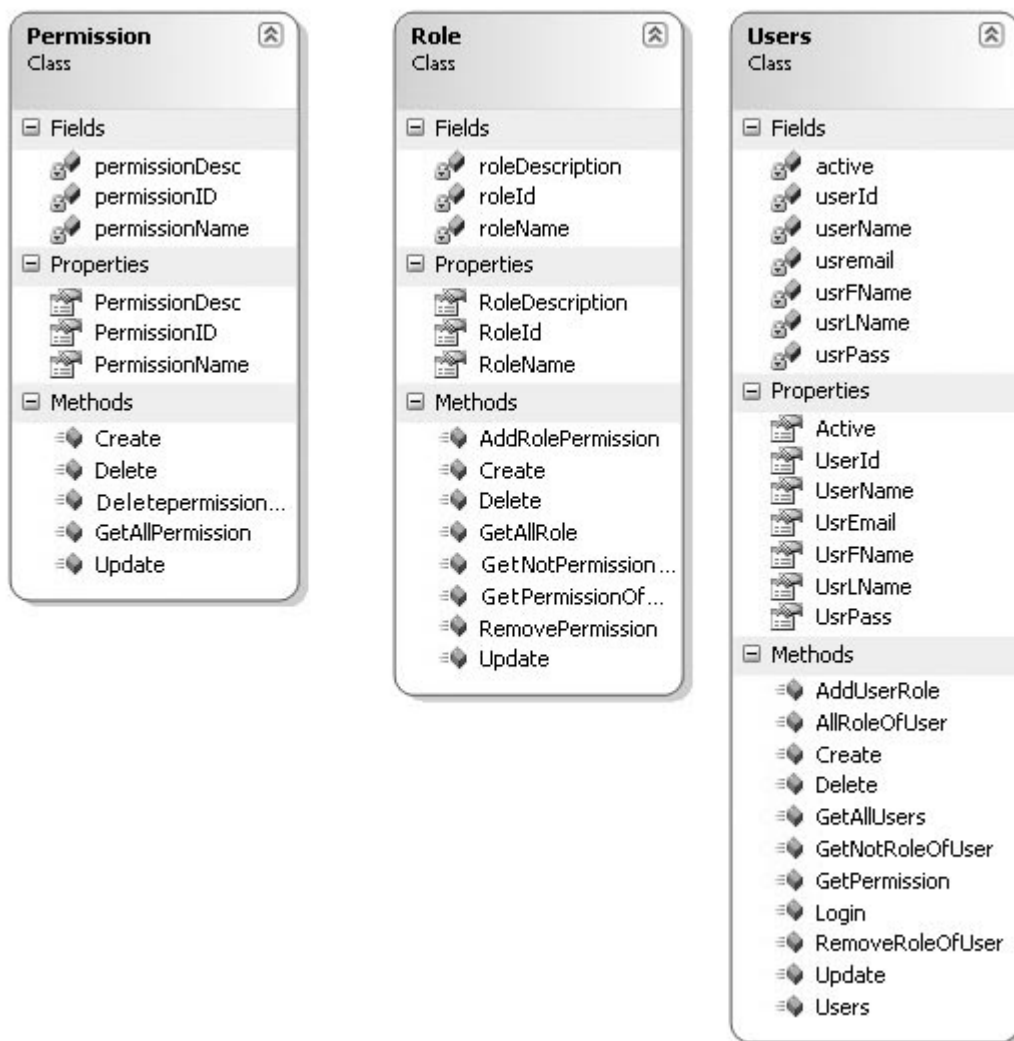 Permission
Class
Fields
permissionDesc
permissionID
permissionName
Properties
PermissionDesc
PermissionID
PermissionName
Methods
Create
Delete
Deletepermission...
GetAllPermission
Update
Role
Class
Fields
roleDescription
roleId
roleName
Properties
RoleDescription
RoleId
RoleName
Methods
AddRolePermission
Create
Delete
GetAllRole
GetNotPermission...
GetPermissionOf...
RemovePermission
Update
Users
Class
Fields
active
userId
userName
usremail
usrFName
usrLName
usrPass
Properties
Active
UserId
UserName
UsrEmail
UsrFName
UsrLName
UsrPass
Methods
AddUserRole
AllRoleOfUser
Create
Delete
GetAllUsers
GetNotRoleOfUser
GetPermission
Login
RemoveRoleOfUser
Update
Users